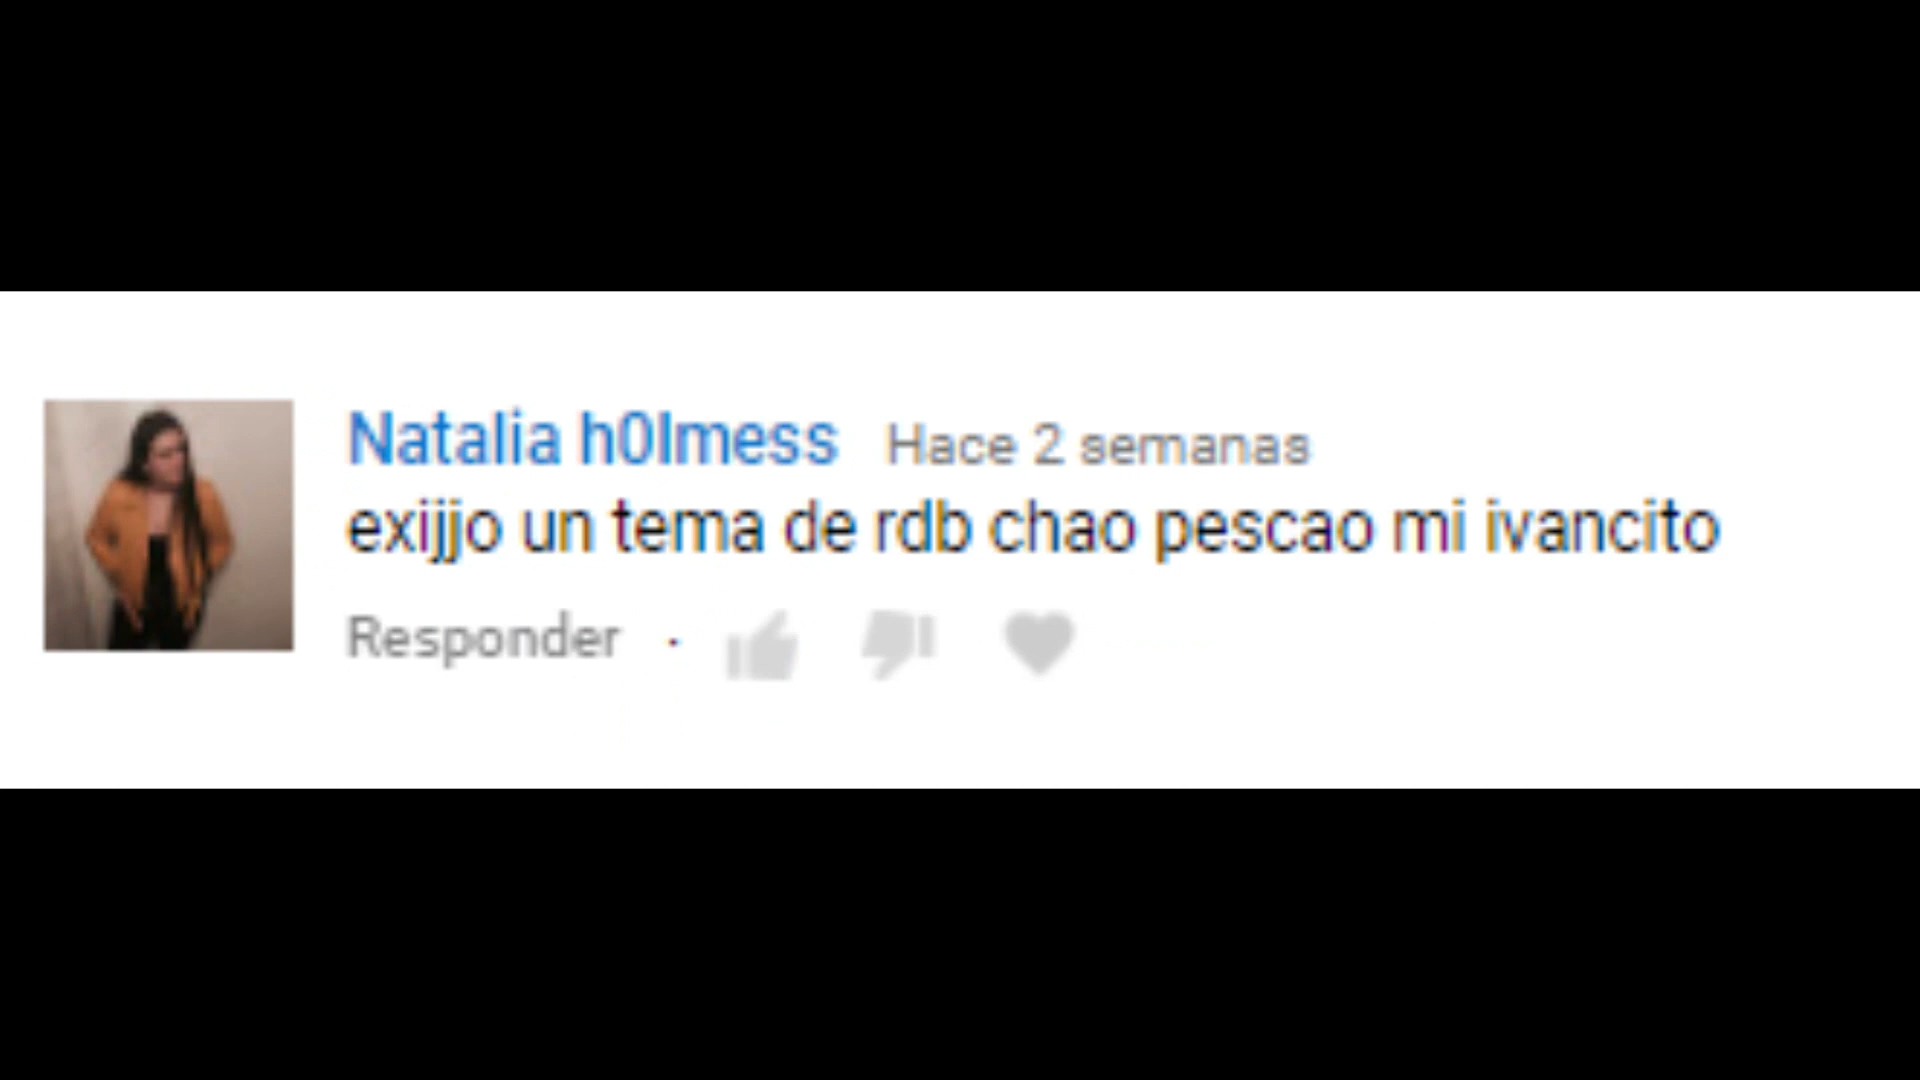 Natalia h0lmess Hace 2 semanas
exijjo un tema de rdb chao pescao mi ivancito
Responder ·